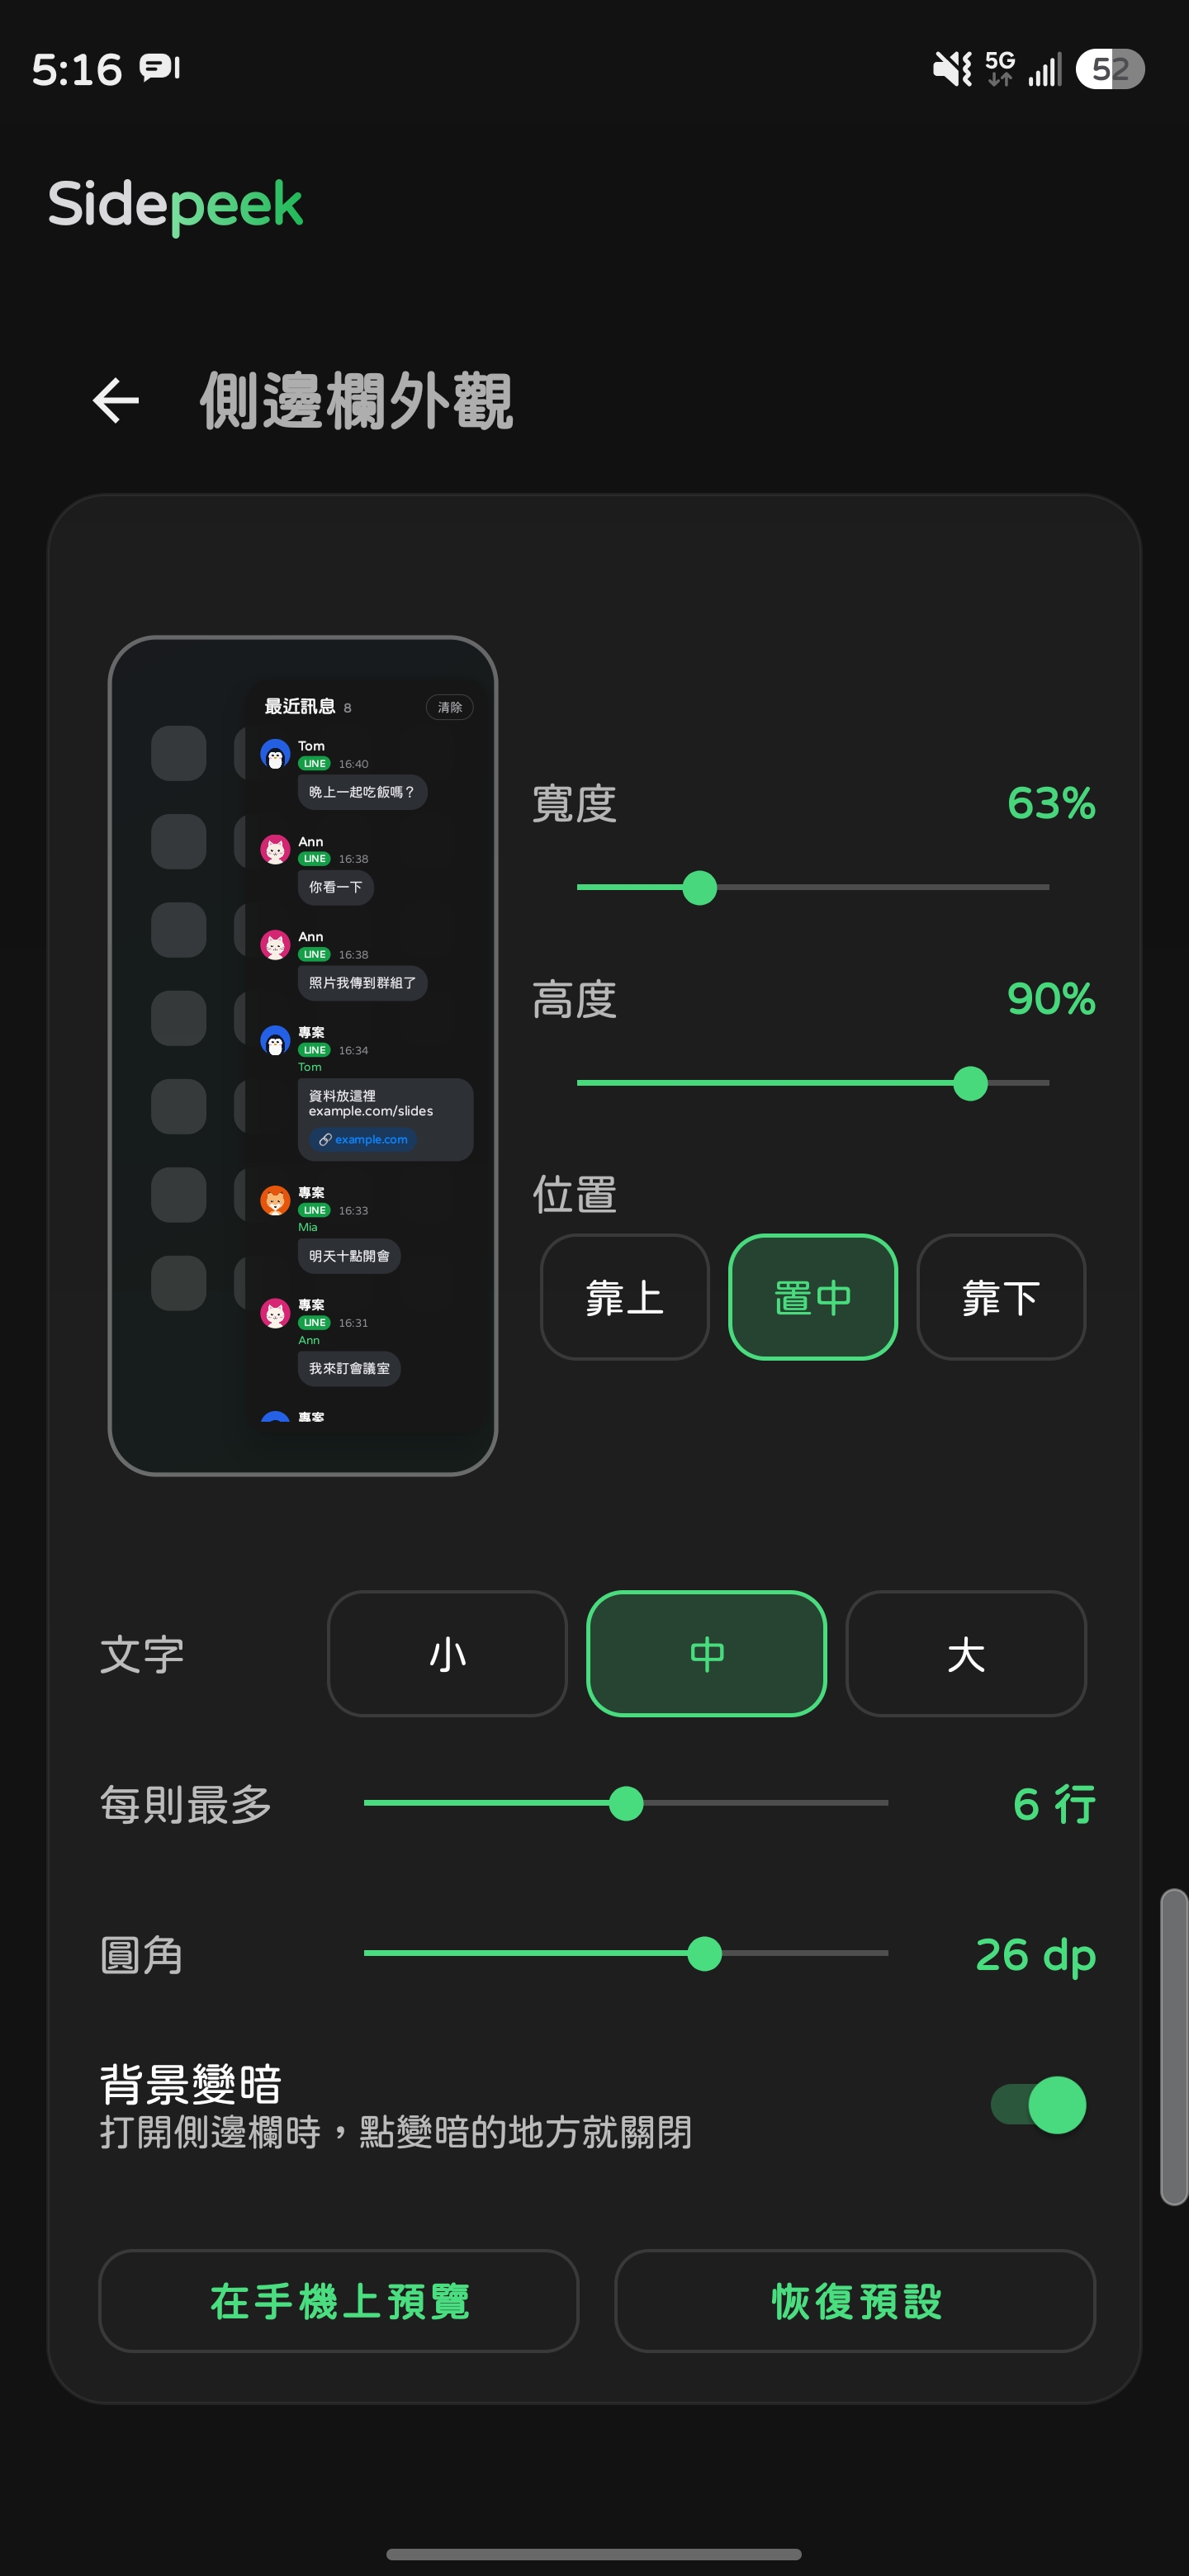 5:16
5G
52
Sidepeek
側邊欄外觀
最近訊息 8
清除
Tom
LINE 16:40
晚上一起吃飯嗎？
Ann
LINE 16:38
你看一下
Ann
LINE 16:38
照片我傳到群組了
專案
LINE 16:34
Tom
資料放這裡
example.com/slides
example.com
專案
LINE 16:33
Mia
明天十點開會
專案
LINE 16:31
Ann
我來訂會議室
專案
寬度 63%
高度 90%
位置
靠上 置中 靠下
文字 小 中 大
每則最多 6 行
圓角 26 dp
背景變暗
打開側邊欄時，點變暗的地方就關閉
在手機上預覽 恢復預設